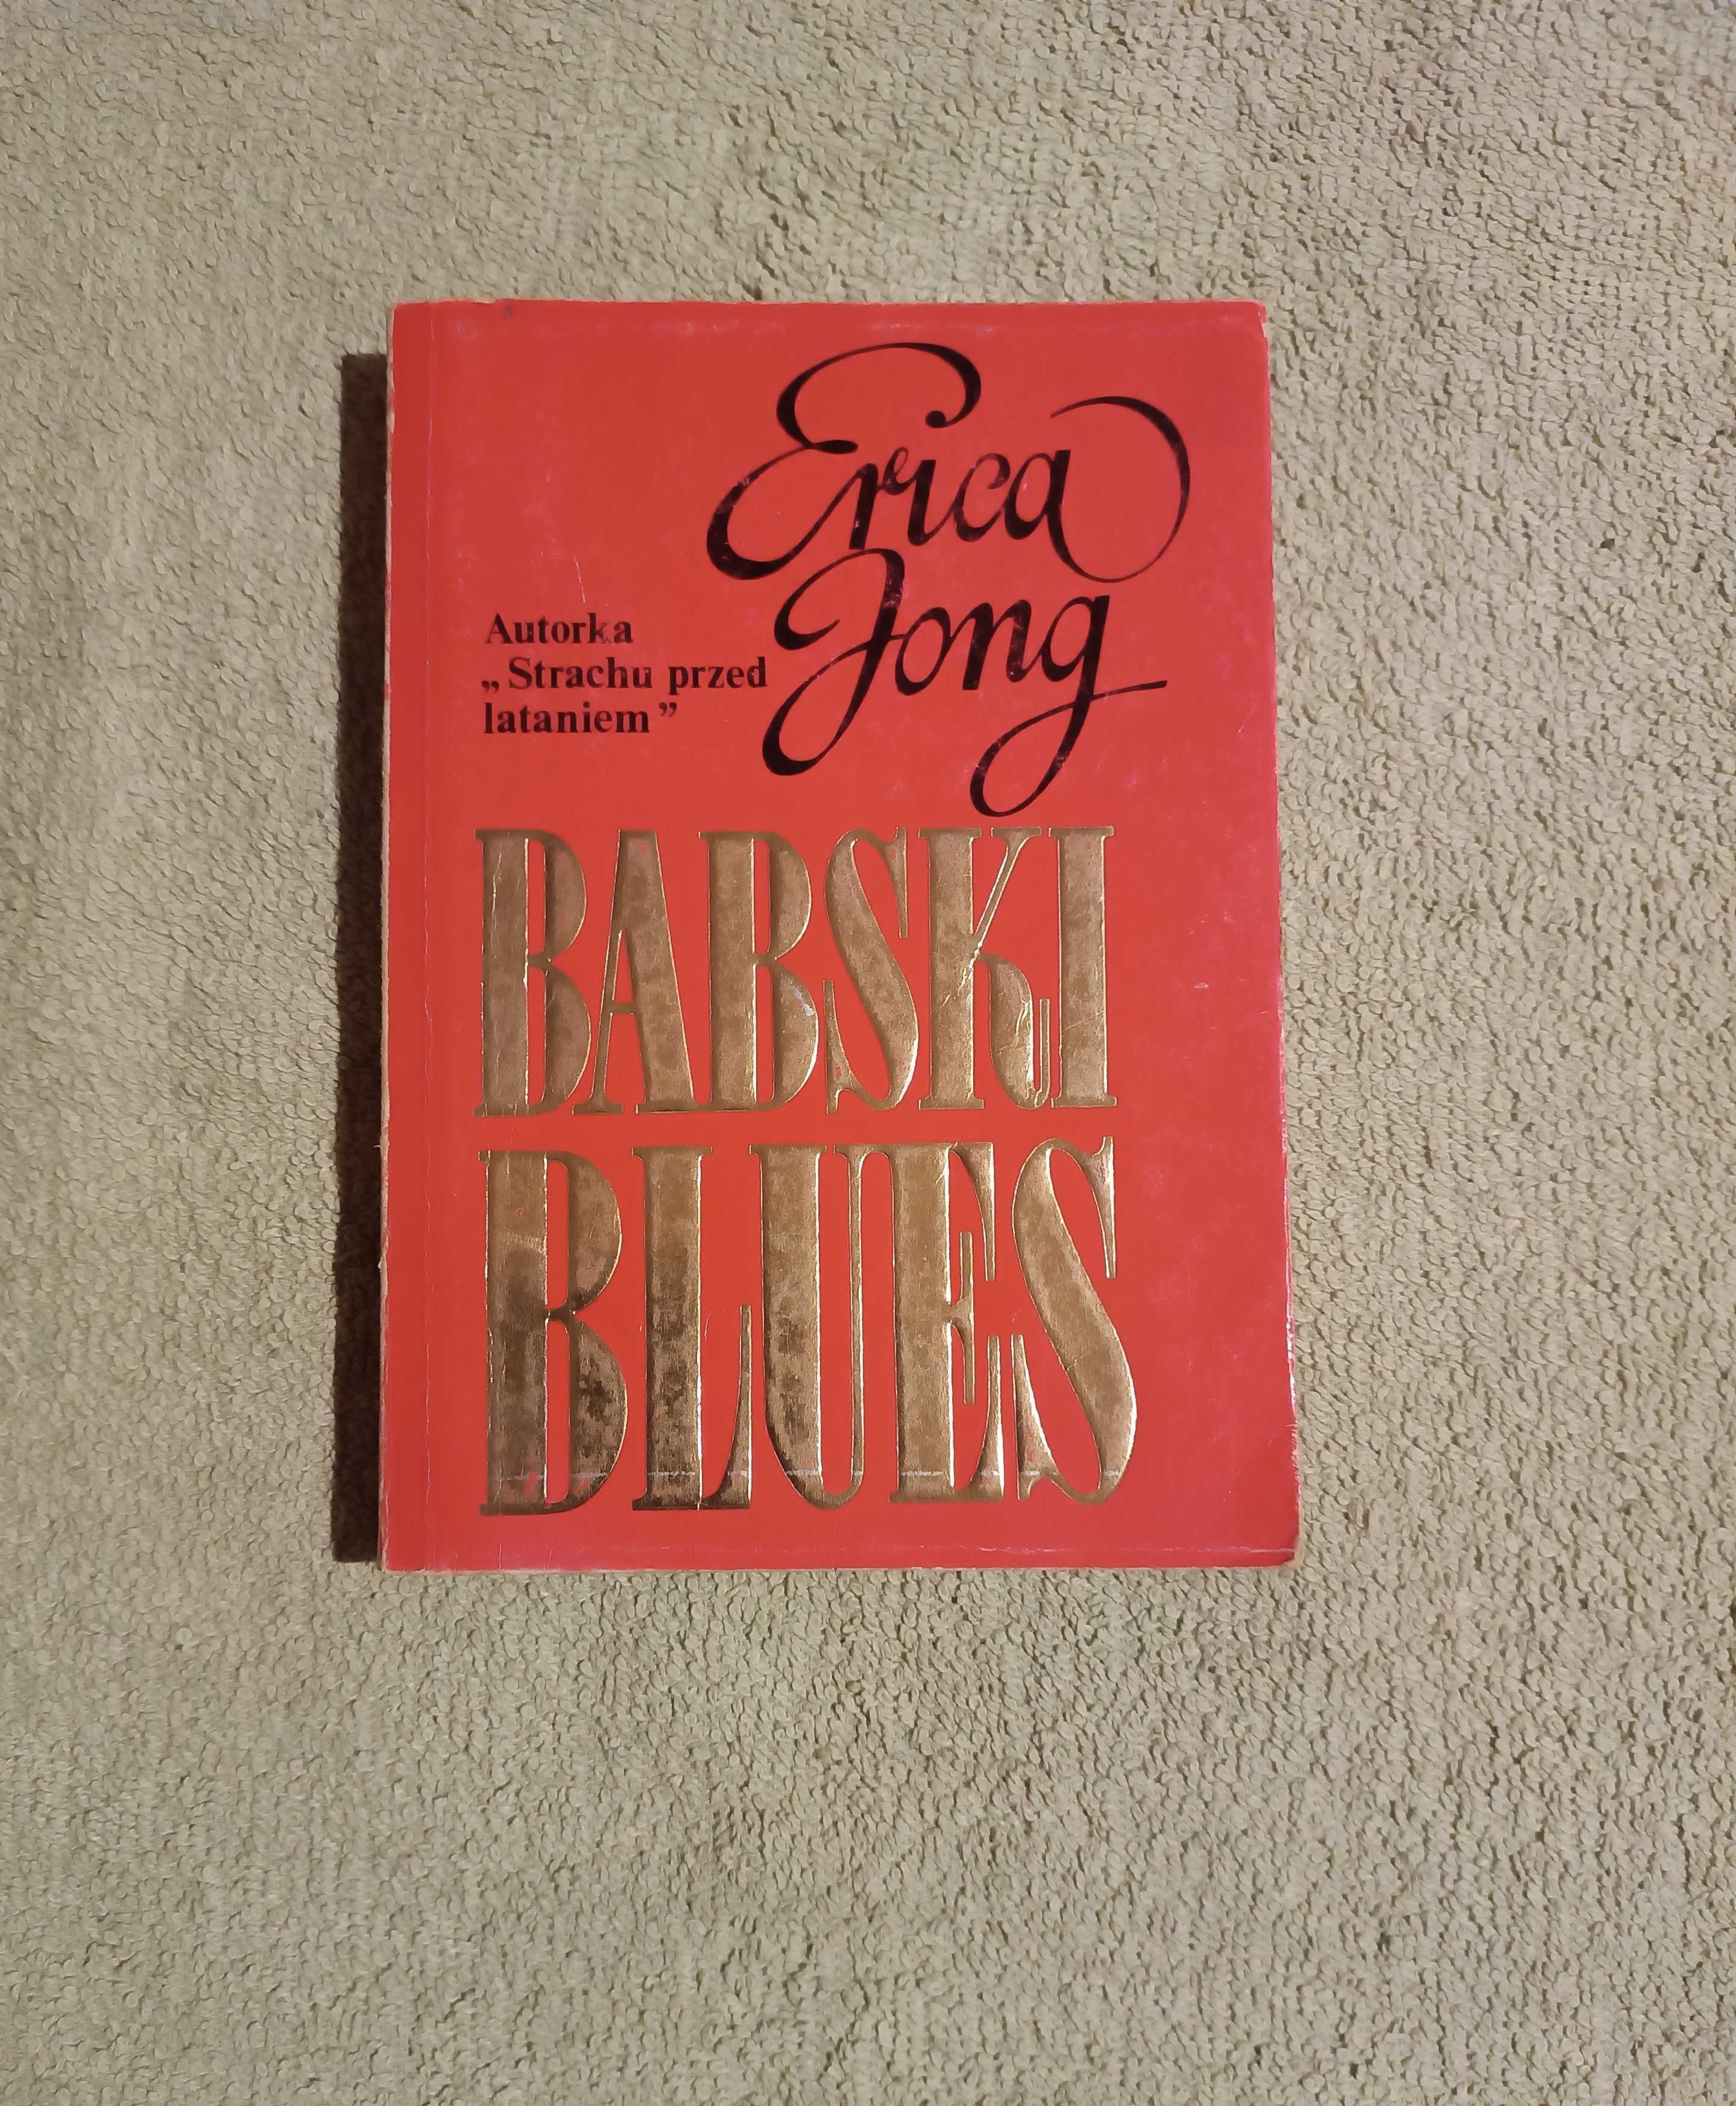 Erica
Jong
Autorka
„Strachu przed
lataniem”
BABSKI
BLUES